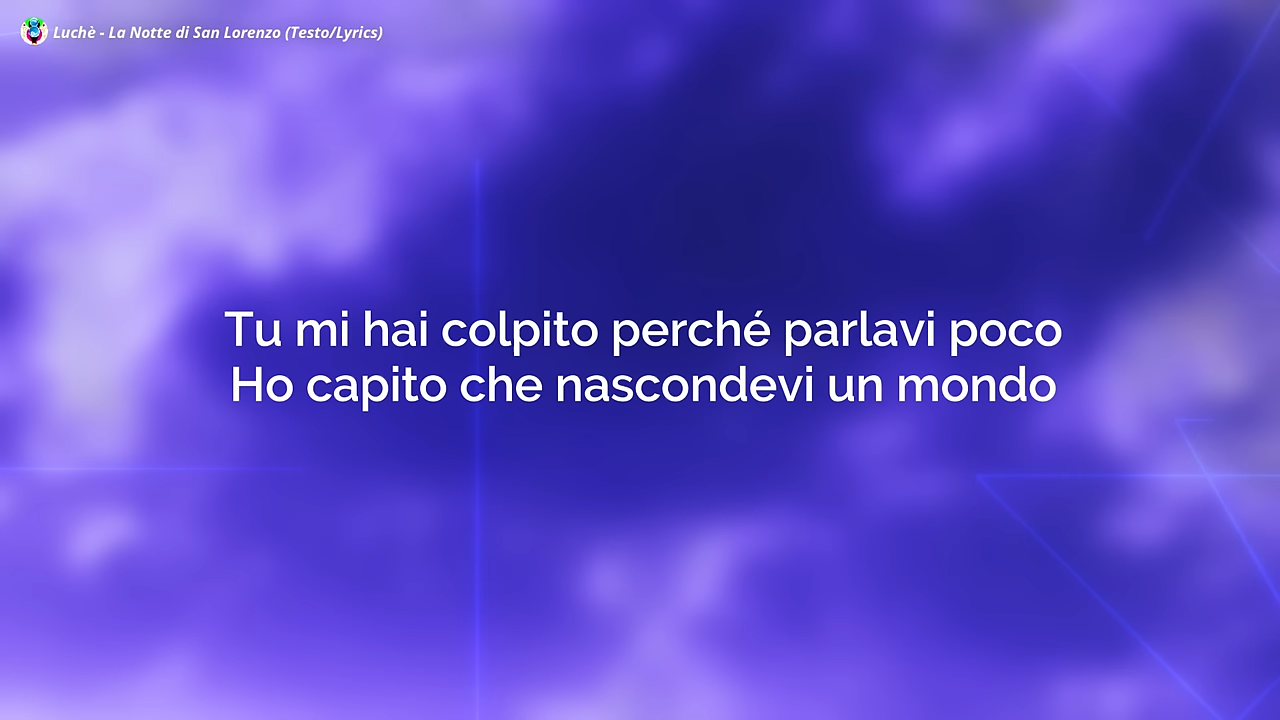 Luchè - La Notte di San Lorenzo (Testo/Lyrics)
Tu mi hai colpito perché parlavi poco
Ho capito che nascondevi un mondo